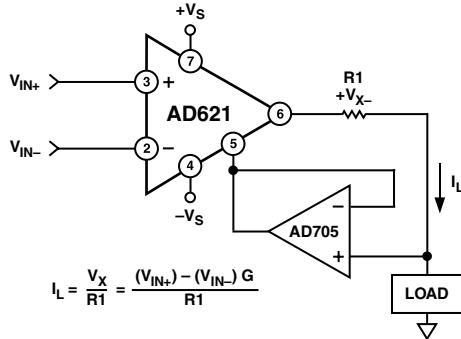 +VS
7
R1
+VX–
VIN+
3
+
AD621
6
VIN–
2
–
5
4
–VS
IL
–
AD705
+
IL = VX/R1 = (VIN+) – (VIN–) G/R1
LOAD